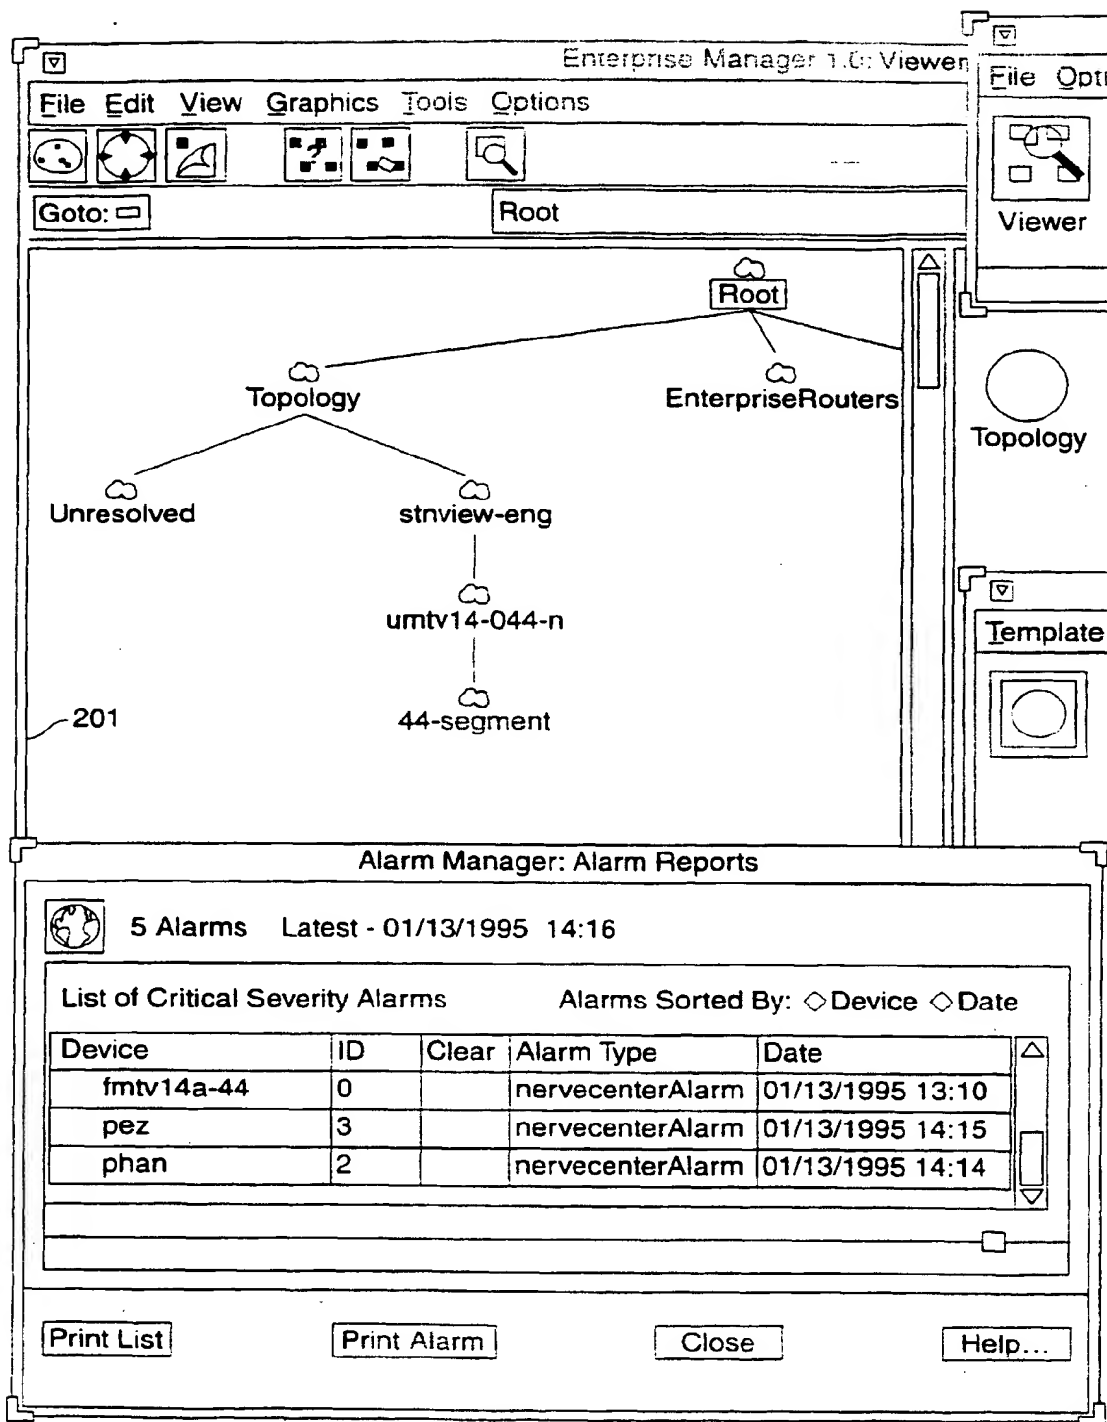 Enterprise Manager 1.0: Viewer
File Edit View Graphics Tools Options
Goto:
Root
File Opti
Viewer
Root
Topology
EnterpriseRouters
Topology
Unresolved
stnview-eng
umtv14-044-n
44-segment
201
Template
Alarm Manager: Alarm Reports
5 Alarms Latest - 01/13/1995 14:16
List of Critical Severity Alarms Alarms Sorted By: Device Date
Device ID Clear Alarm Type Date
fmtv14a-44 0 nervecenterAlarm 01/13/1995 13:10
pez 3 nervecenterAlarm 01/13/1995 14:15
phan 2 nervecenterAlarm 01/13/1995 14:14
Print List Print Alarm Close Help...